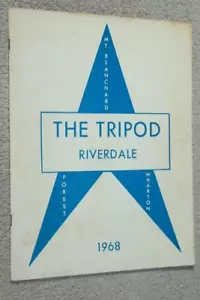 MT. BLANCHARD
THE TRIPOD
RIVERDALE
FOREST
WHARTON
1968